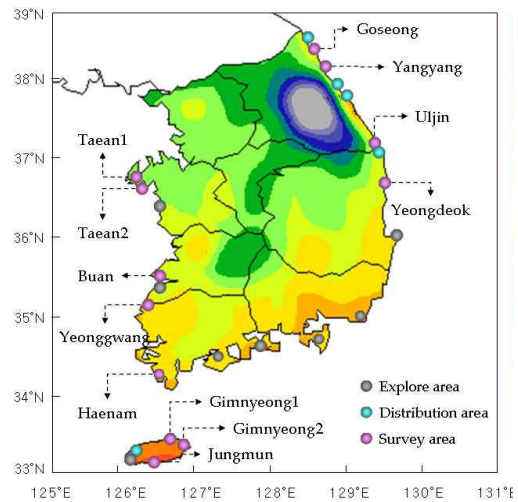 39°N
Goseong
38°N
Yangyang
Uljin
Taean1
37°N
36°N
Taean2
Yeongdeok
Buan
35°N
Yeonggwang
34°N
Haenam
Gimnyeong1
Gimnyeong2
Jungmun
33°N
Explore area
Distribution area
Survey area
125°E 126°E 127°E 128°E 129°E 130°E 131°E